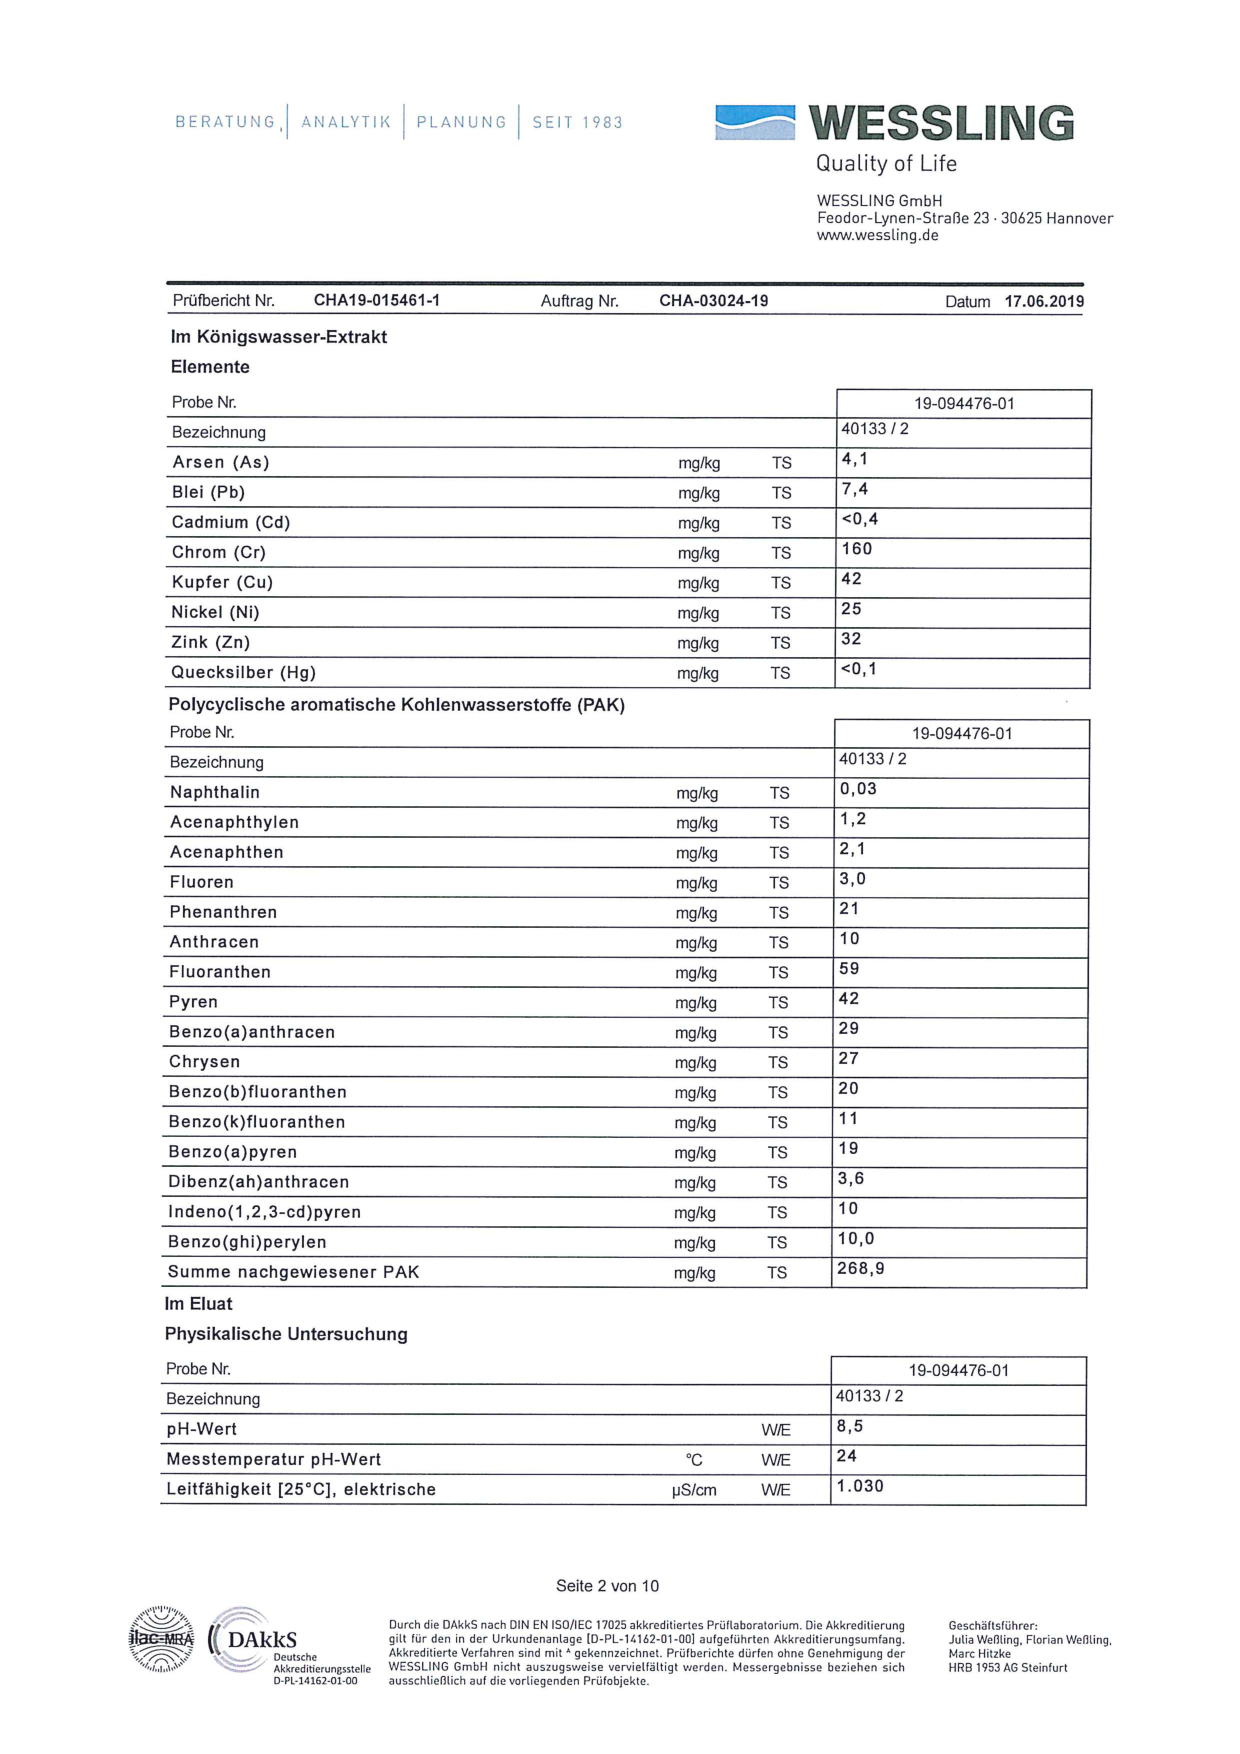 BERATUNG, ANALYTIK PLANUNG SEIT 1983
WESSLING
Quality of Life
WESSLING GmbH
Feodor-Lynen-Straße 23 · 30625 Hannover
www.wessling.de
Prüfbericht Nr. CHA19-015461-1 Auftrag Nr. CHA-03024-19 Datum 17.06.2019
Im Königswasser-Extrakt
Elemente
Probe Nr. 19-094476-01
Bezeichnung 40133 / 2
Arsen (As) mg/kg TS 4,1
Blei (Pb) mg/kg TS 7,4
Cadmium (Cd) mg/kg TS <0,4
Chrom (Cr) mg/kg TS 160
Kupfer (Cu) mg/kg TS 42
Nickel (Ni) mg/kg TS 25
Zink (Zn) mg/kg TS 32
Quecksilber (Hg) mg/kg TS <0,1
Polycyclische aromatische Kohlenwasserstoffe (PAK)
Probe Nr. 19-094476-01
Bezeichnung 40133 / 2
Naphthalin mg/kg TS 0,03
Acenaphthylen mg/kg TS 1,2
Acenaphthen mg/kg TS 2,1
Fluoren mg/kg TS 3,0
Phenanthren mg/kg TS 21
Anthracen mg/kg TS 10
Fluoranthen mg/kg TS 59
Pyren mg/kg TS 42
Benzo(a)anthracen mg/kg TS 29
Chrysen mg/kg TS 27
Benzo(b)fluoranthen mg/kg TS 20
Benzo(k)fluoranthen mg/kg TS 11
Benzo(a)pyren mg/kg TS 19
Dibenz(ah)anthracen mg/kg TS 3,6
Indeno(1,2,3-cd)pyren mg/kg TS 10
Benzo(ghi)perylen mg/kg TS 10,0
Summe nachgewiesener PAK mg/kg TS 268,9
Im Eluat
Physikalische Untersuchung
Probe Nr. 19-094476-01
Bezeichnung 40133 / 2
pH-Wert W/E 8,5
Messtemperatur pH-Wert °C W/E 24
Leitfähigkeit [25°C], elektrische µS/cm W/E 1.030
Seite 2 von 10
ilac-MRA
DAkkS
Deutsche
Akkreditierungsstelle
D-PL-14162-01-00
Durch die DAkkS nach DIN EN ISO/IEC 17025 akkreditiertes Prüflaboratorium. Die Akkreditierung
gilt für den in der Urkundenanlage [D-PL-14162-01-00] aufgeführten Akkreditierungsumfang.
Akkreditierte Verfahren sind mit ᴬ gekennzeichnet. Prüfberichte dürfen ohne Genehmigung der
WESSLING GmbH nicht auszugsweise vervielfältigt werden. Messergebnisse beziehen sich
ausschließlich auf die vorliegenden Prüfobjekte.
Geschäftsführer:
Julia Weßling, Florian Weßling,
Marc Hitzke
HRB 1953 AG Steinfurt